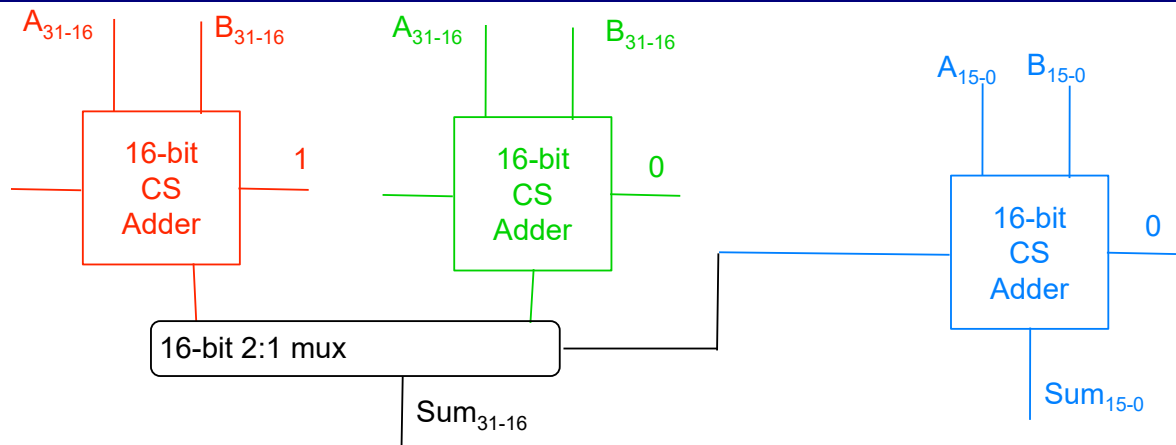 A31-16
B31-16
16-bit
CS
Adder
1
A31-16
B31-16
16-bit
CS
Adder
0
A15-0
B15-0
16-bit
CS
Adder
0
16-bit 2:1 mux
Sum31-16
Sum15-0